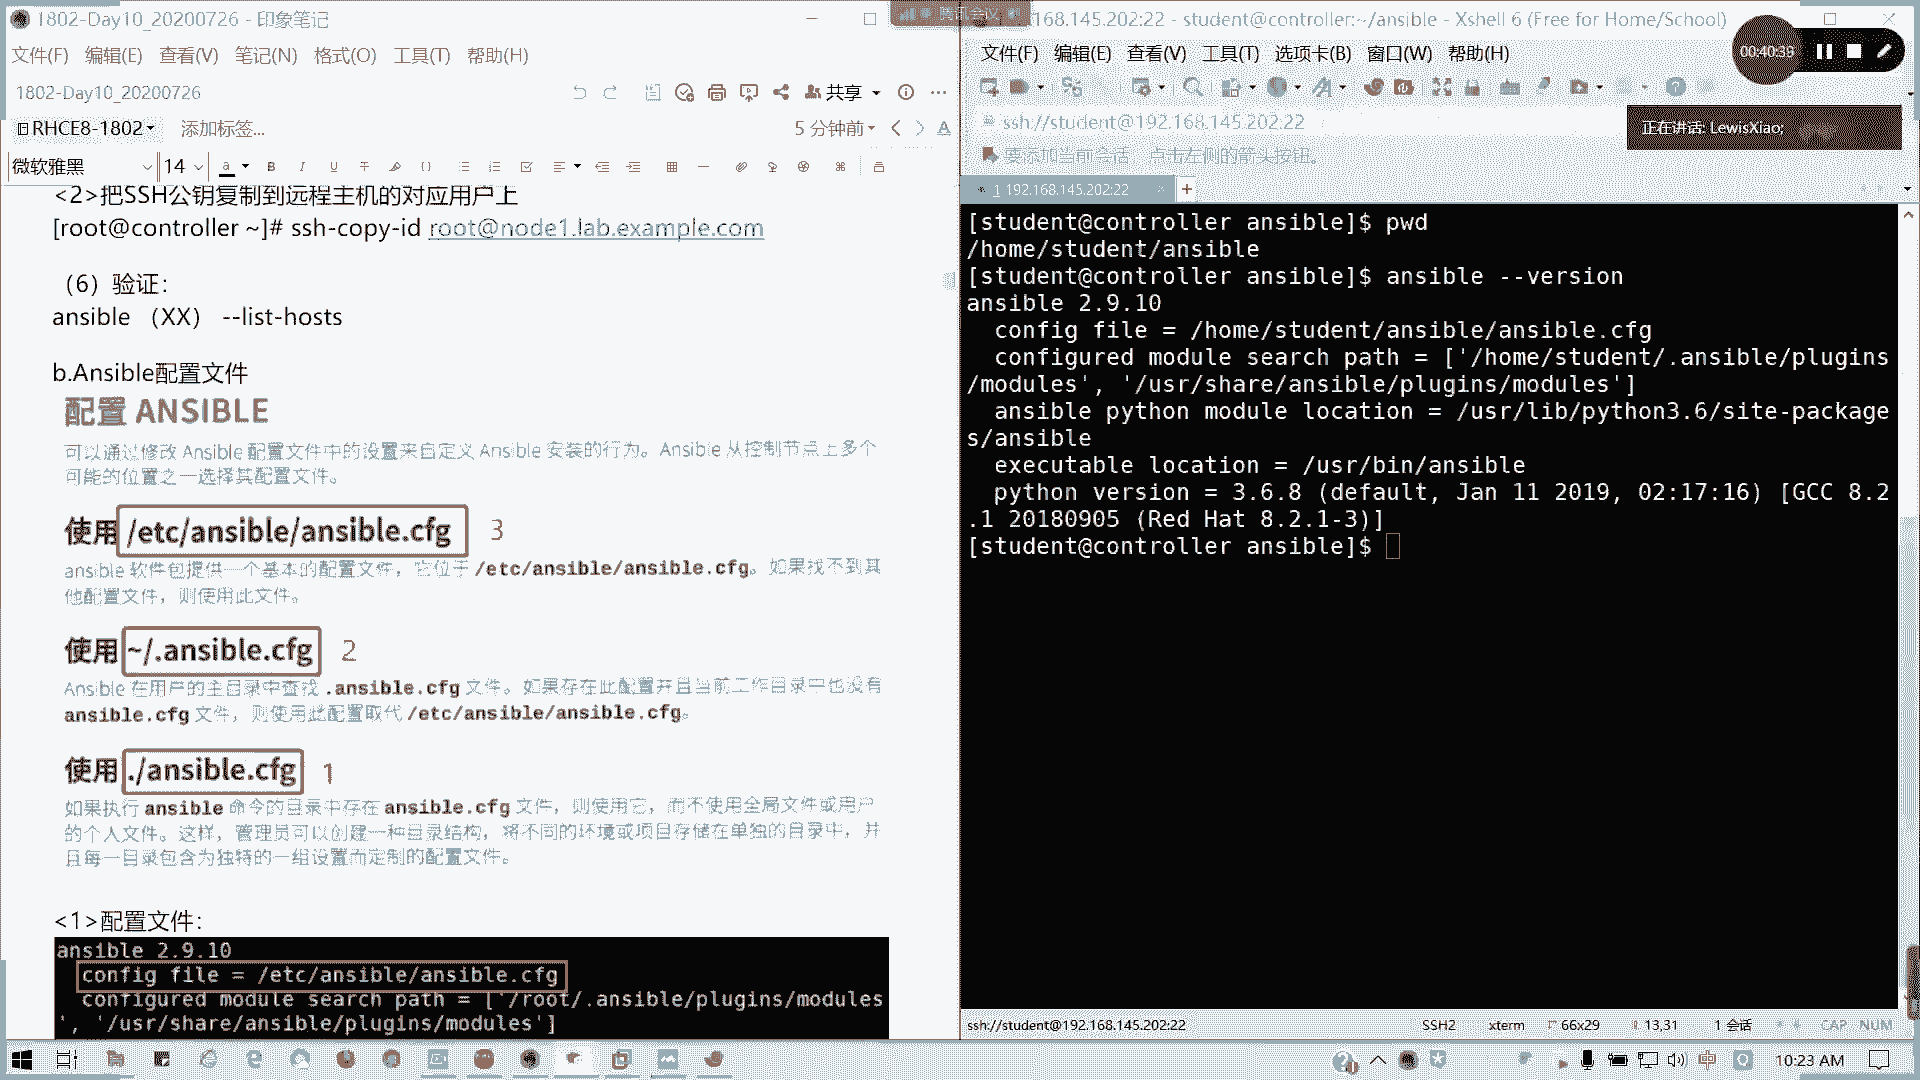 1802-Day10_20200726 - 印象笔记
文件(F) 编辑(E) 查看(V) 笔记(N) 格式(O) 工具(T) 帮助(H)
1802-Day10_20200726
共享
RHCE8-1802
添加标签...
5 分钟前
微软雅黑 14
<2>把SSH公钥复制到远程主机的对应用户上
[root@controller ~]# ssh-copy-id root@node1.lab.example.com
（6）验证：
ansible （XX） --list-hosts
b.Ansible配置文件
配置 ANSIBLE
可以通过修改 Ansible 配置文件中的设置来自定义 Ansible 安装的行为。Ansible 从控制节点上多个
可能的位置之一选择其配置文件。
使用 /etc/ansible/ansible.cfg 3
ansible 软件包提供一个基本的配置文件，它位于 /etc/ansible/ansible.cfg。如果找不到其
他配置文件，则使用此文件。
使用 ~/.ansible.cfg 2
Ansible 在用户的主目录中查找 .ansible.cfg 文件。如果存在此配置并且当前工作目录中也没有
ansible.cfg 文件，则使用此配置取代 /etc/ansible/ansible.cfg。
使用 ./ansible.cfg 1
如果执行 ansible 命令的目录中存在 ansible.cfg 文件，则使用它，而不使用全局文件或用户
的个人文件。这样，管理员可以创建一种目录结构，将不同的环境或项目存储在单独的目录中，并
且每一目录包含为独特的一组设置而定制的配置文件。
<1>配置文件：
ansible 2.9.10
config file = /etc/ansible/ansible.cfg
configured module search path = ['/root/.ansible/plugins/modules
', '/usr/share/ansible/plugins/modules']
腾讯会议
168.145.202:22 - student@controller:~/ansible - Xshell 6 (Free for Home/School)
文件(F) 编辑(E) 查看(V) 工具(T) 选项卡(B) 窗口(W) 帮助(H)
00:40:35
ssh://student@192.168.145.202:22
正在讲话: LewisXiao;
要添加当前会话，点击左侧的箭头按钮。
1 192.168.145.202:22
[student@controller ansible]$ pwd
/home/student/ansible
[student@controller ansible]$ ansible --version
ansible 2.9.10
config file = /home/student/ansible/ansible.cfg
configured module search path = ['/home/student/.ansible/plugins
/modules', '/usr/share/ansible/plugins/modules']
ansible python module location = /usr/lib/python3.6/site-package
s/ansible
executable location = /usr/bin/ansible
python version = 3.6.8 (default, Jan 11 2019, 02:17:16) [GCC 8.2
.1 20180905 (Red Hat 8.2.1-3)]
[student@controller ansible]$
ssh://student@192.168.145.202:22 SSH2 xterm 66x29 13,31 1 会话 CAP NUM
中
10:23 AM